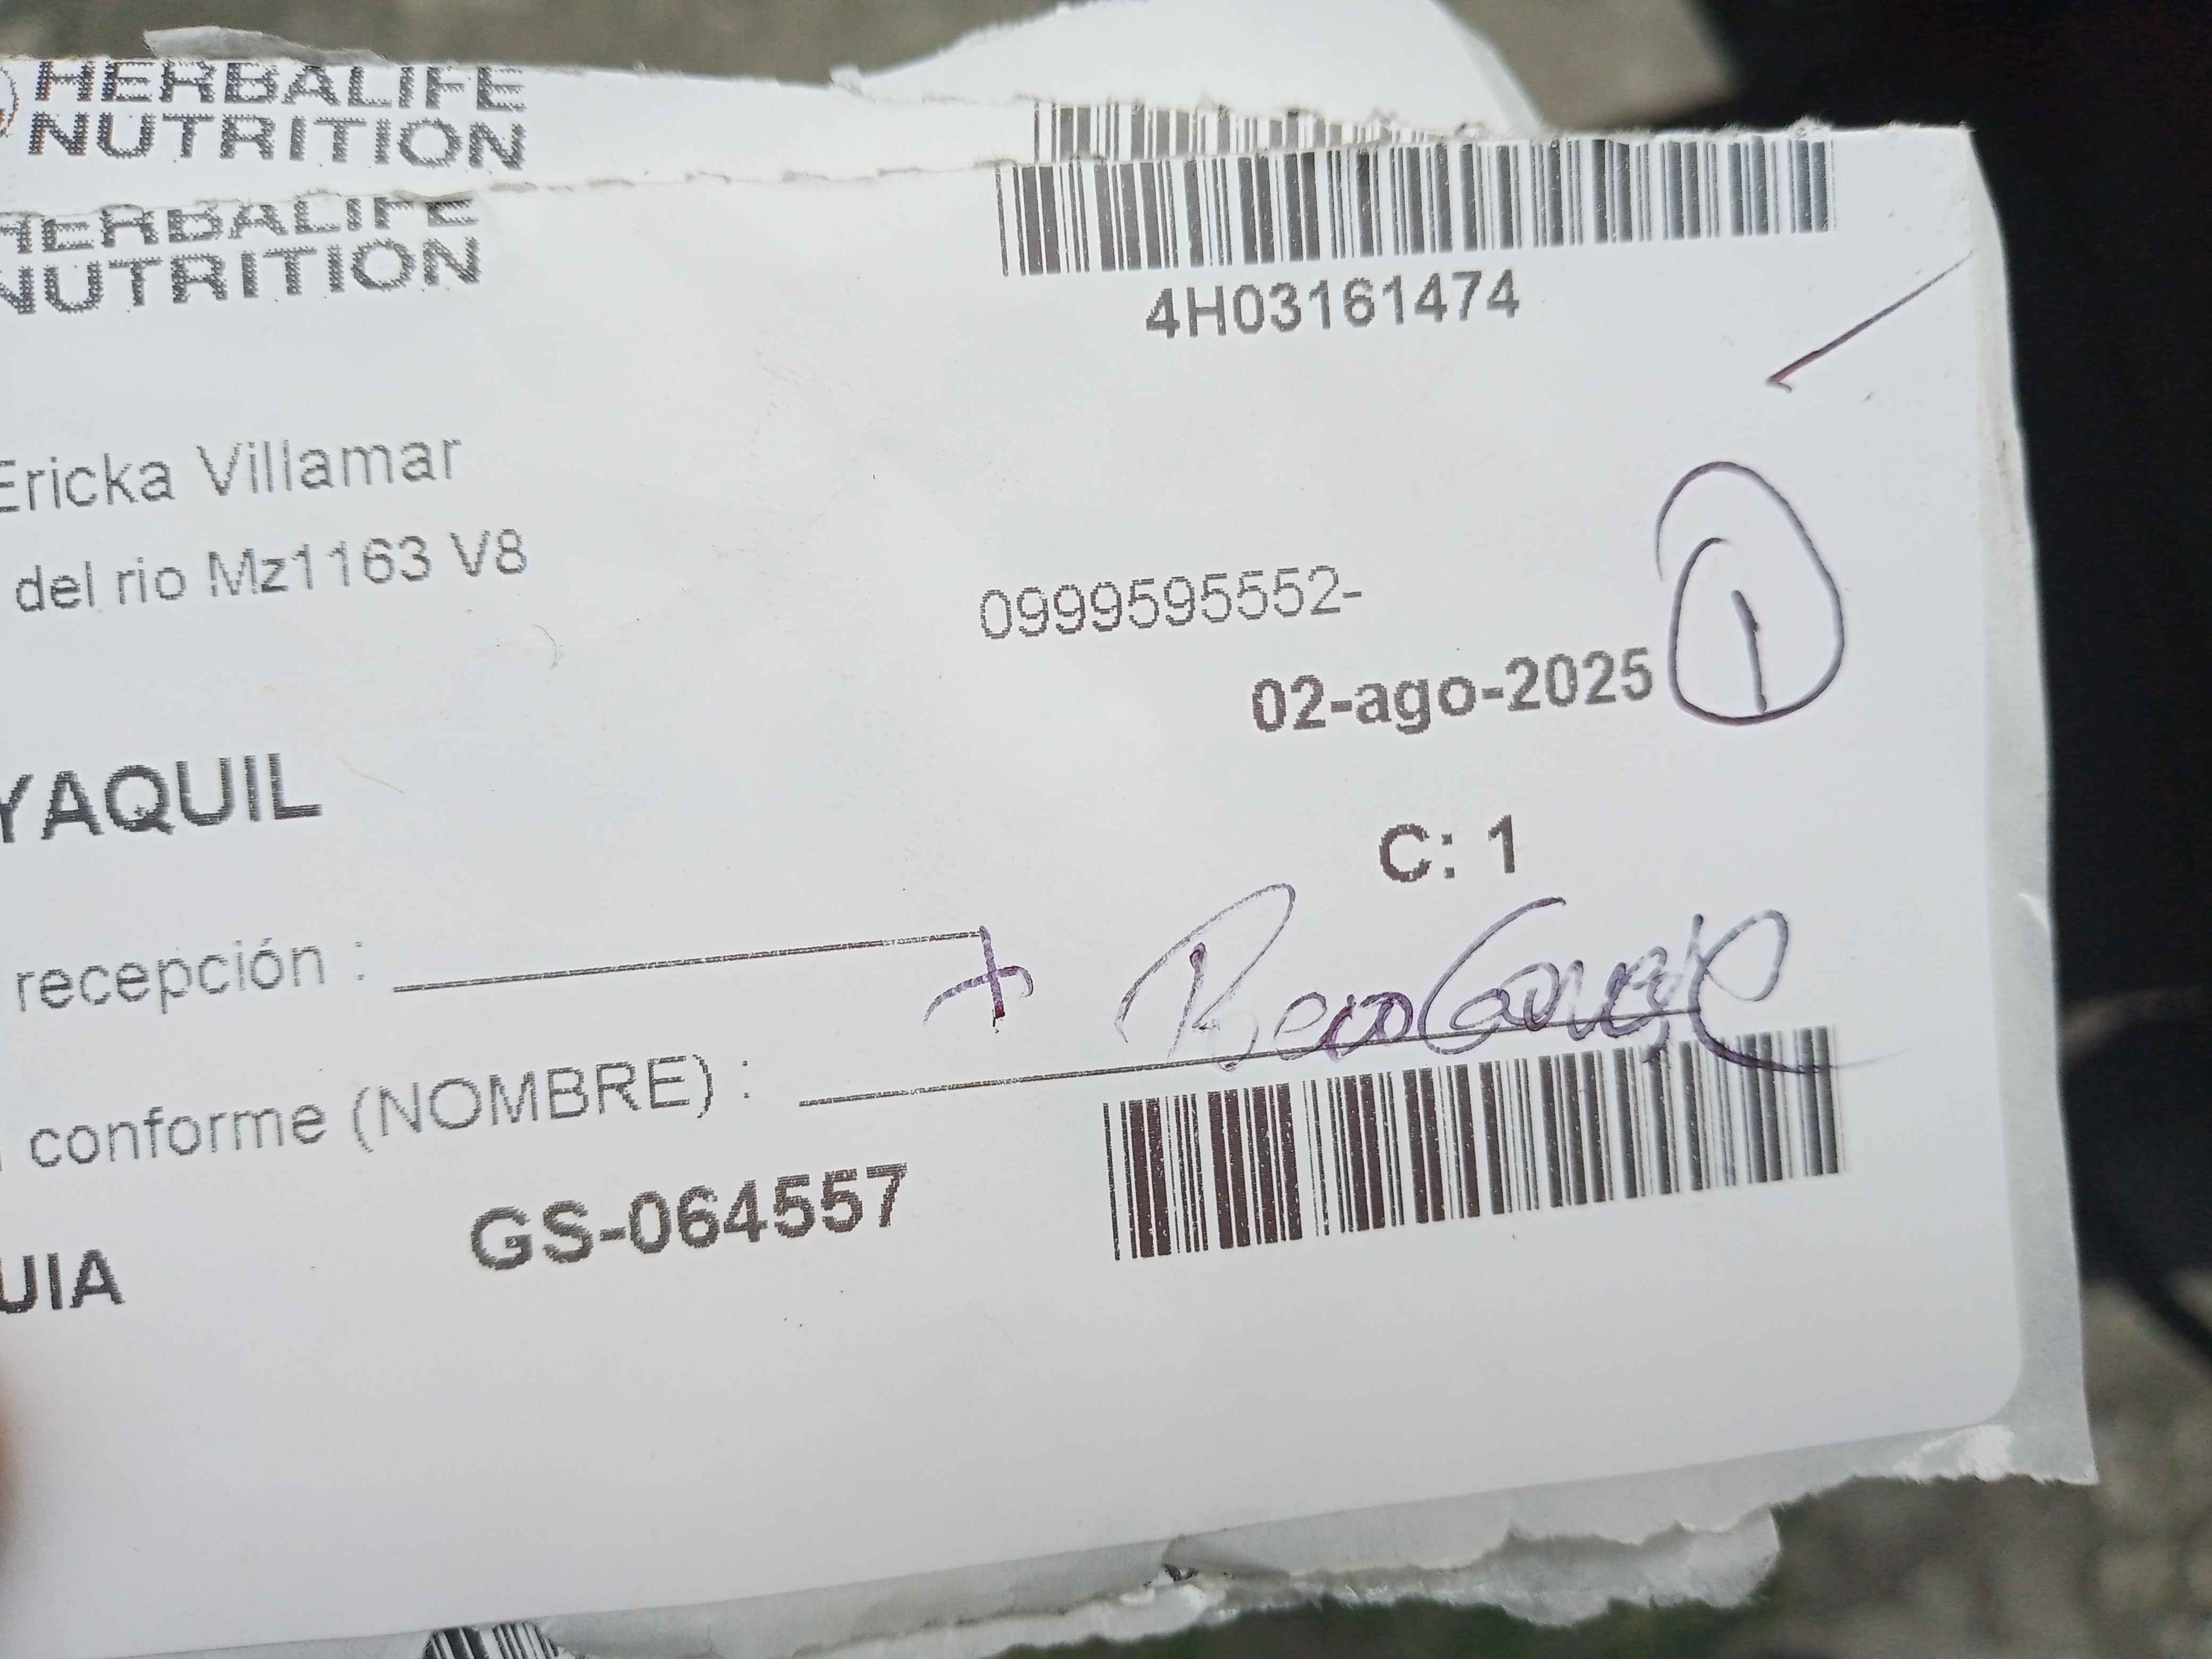 HERBALIFE
NUTRITION
HERBALIFE
NUTRITION
4H03161474
Ericka Villamar
del rio Mz1163 V8
0999595552-
02-ago-2025
1
YAQUIL
C: 1
recepción :
conforme (NOMBRE) :
GS-064557
UIA